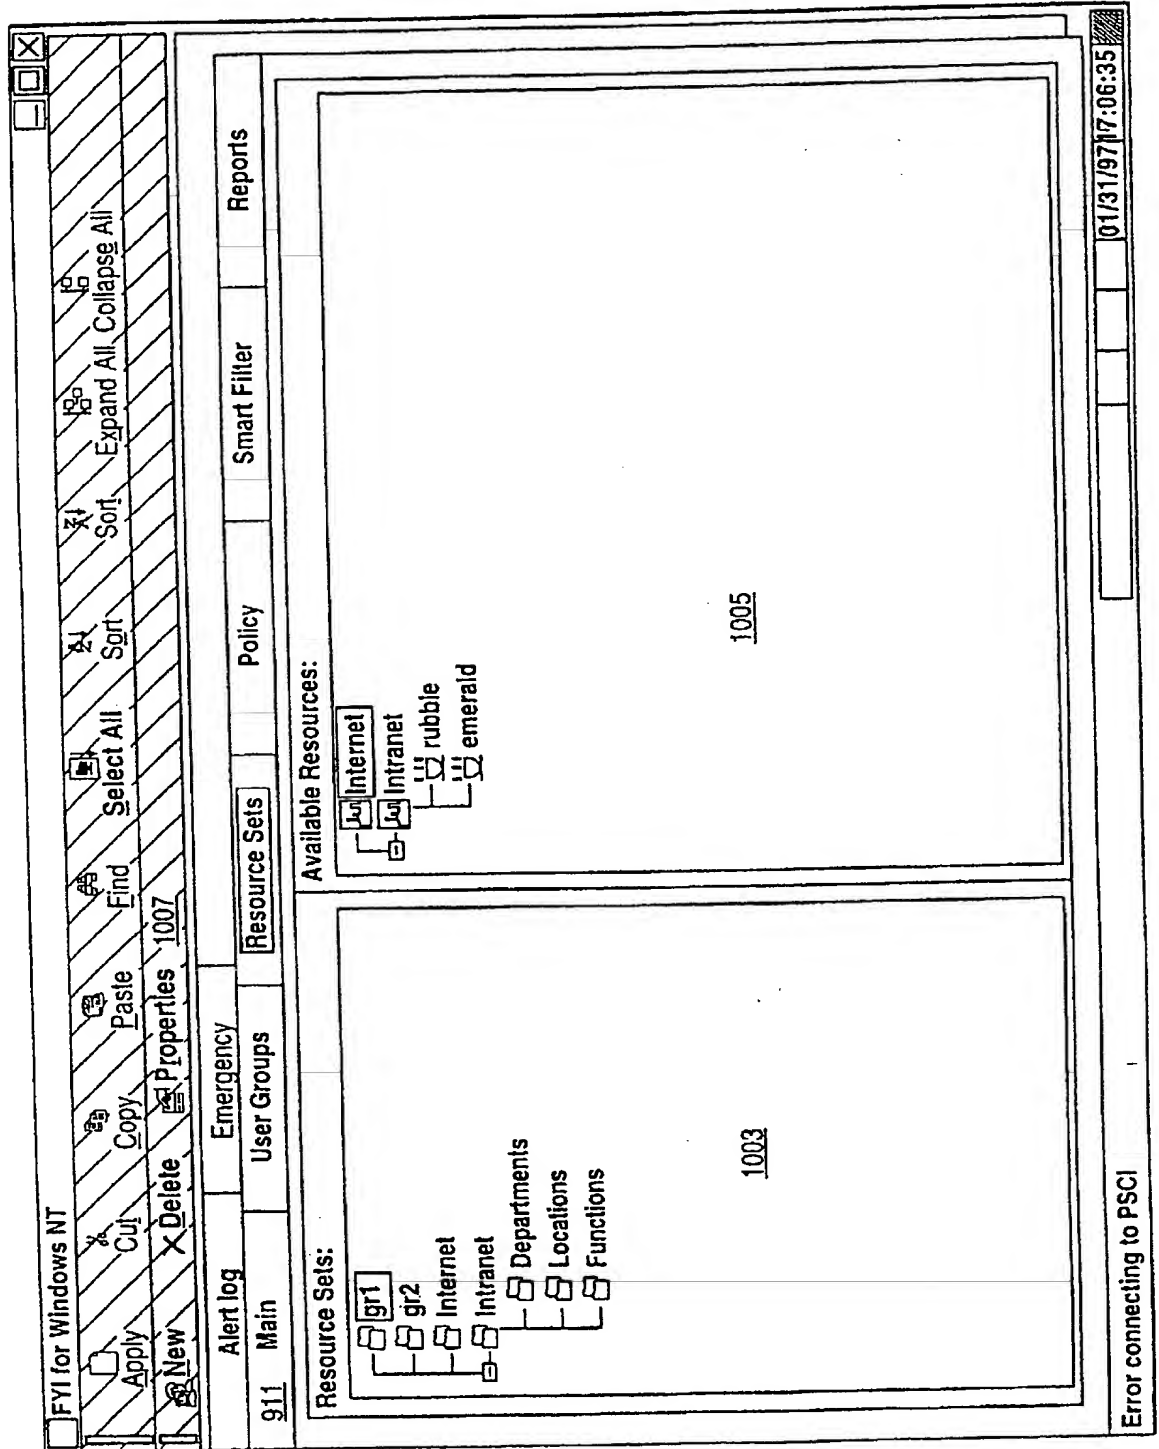 FYI for Windows NT
Apply Cut Copy Paste Find Select All Sort Sort Expand All Collapse All
New Delete Properties 1007
Alert log Emergency
911 Main User Groups Resource Sets Policy Smart Filter Reports
Resource Sets:
gr1
gir2
Internet
Intranet
Departments
Locations
Functions
1003
Available Resources:
Internet
Intranet
rubble
emerald
1005
Error connecting to PSCI
01/31/97 17:06:35